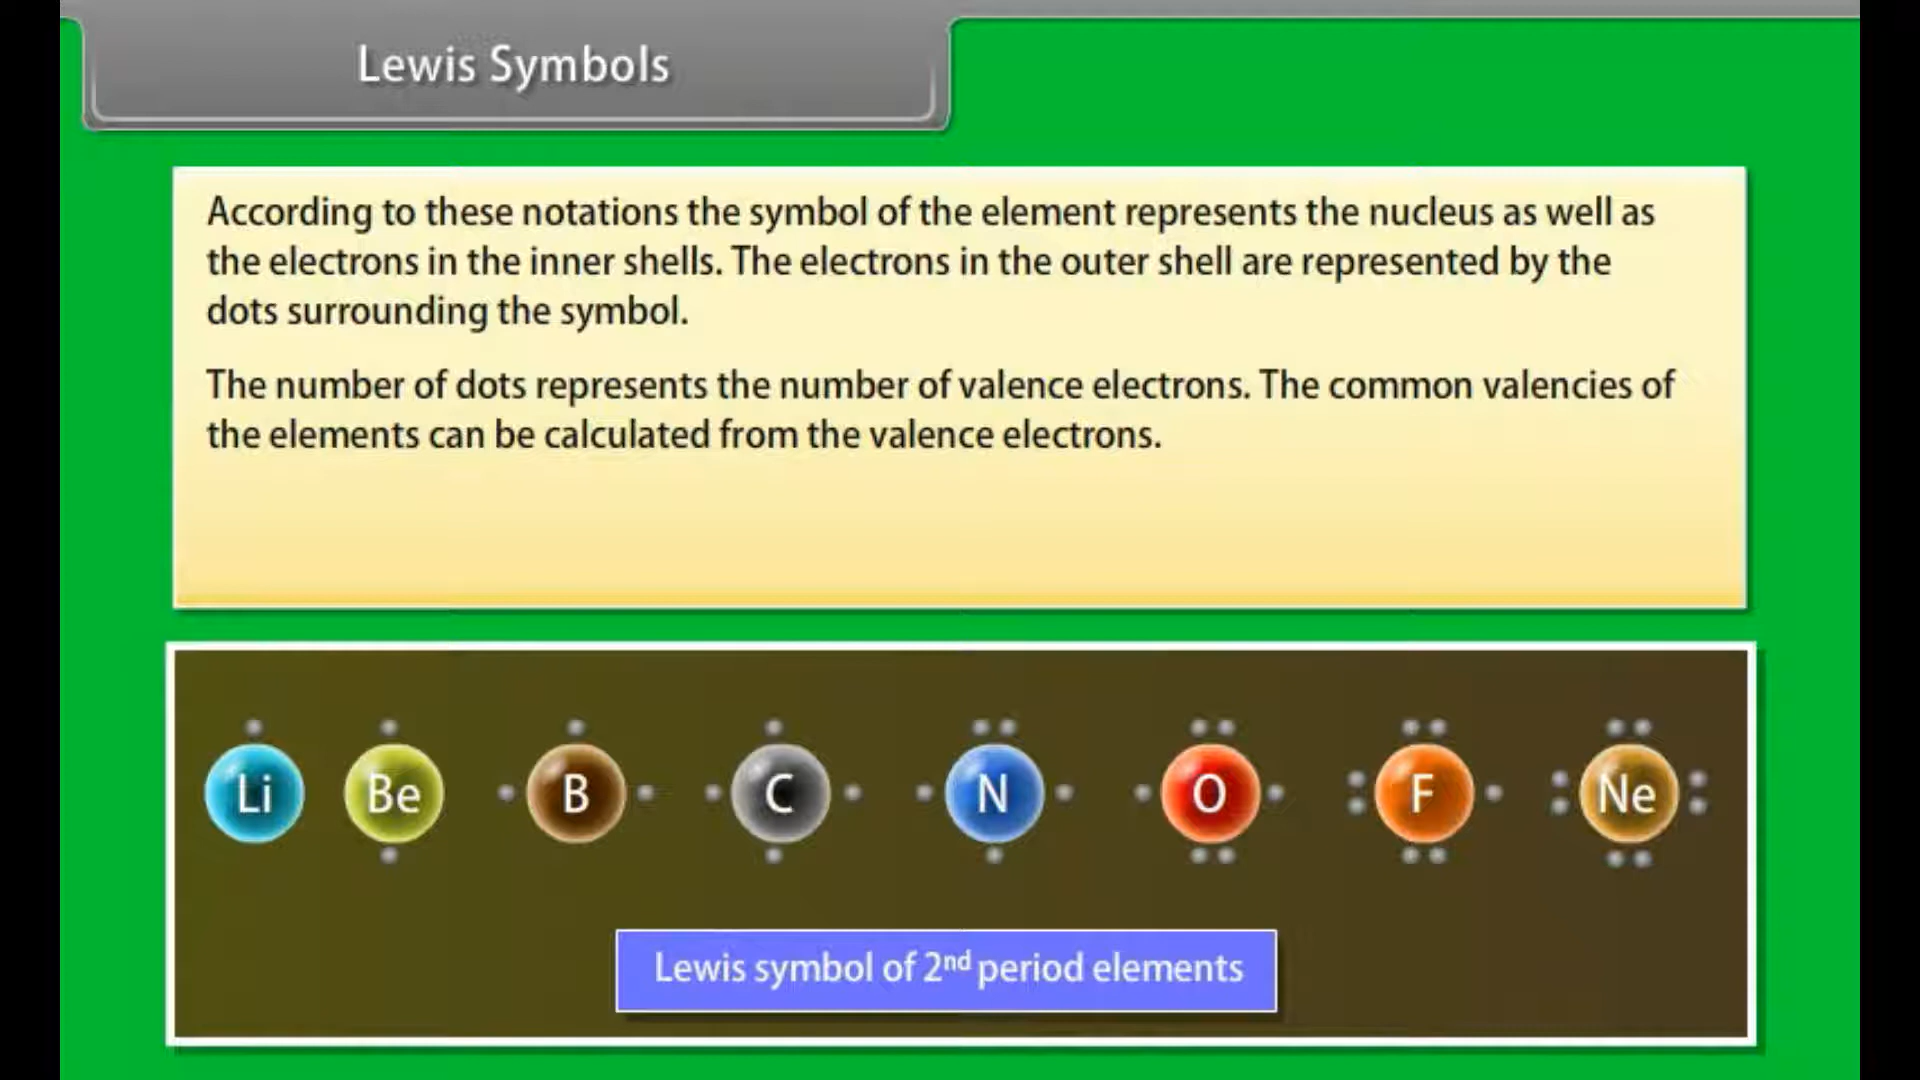 Lewis Symbols
According to these notations the symbol of the element represents the nucleus as well as
the electrons in the inner shells. The electrons in the outer shell are represented by the
dots surrounding the symbol.
The number of dots represents the number of valence electrons. The common valencies of
the elements can be calculated from the valence electrons.
Li Be B C N O F Ne
Lewis symbol of 2nd period elements